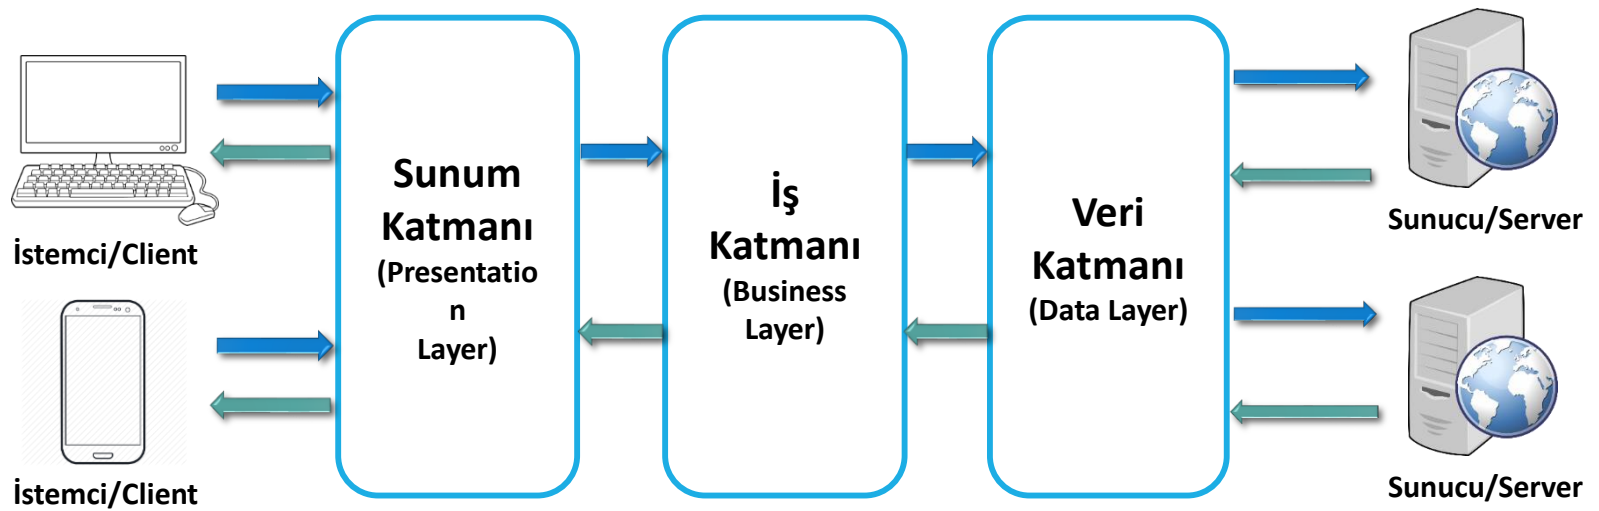 İstemci/Client
İstemci/Client
Sunum
Katmanı
(Presentatio
n
Layer)
İş
Katmanı
(Business
Layer)
Veri
Katmanı
(Data Layer)
Sunucu/Server
Sunucu/Server